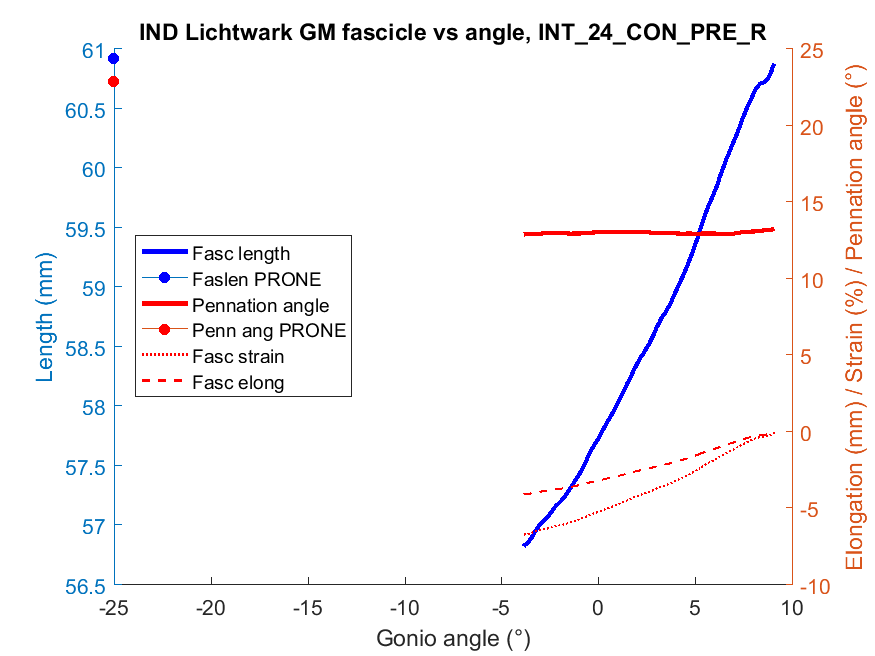 IND Lichtwark GM fascicle vs angle, INT_24_CON_PRE_R
61
60.5
60
59.5
59
58.5
58
57.5
57
56.5
Length (mm)
Fasc length
Faslen PRONE
Pennation angle
Penn ang PRONE
Fasc strain
Fasc elong
25
20
15
10
5
0
-5
-10
Elongation (mm) / Strain (%) / Pennation angle (°)
-25 -20 -15 -10 -5 0 5 10
Gonio angle (°)